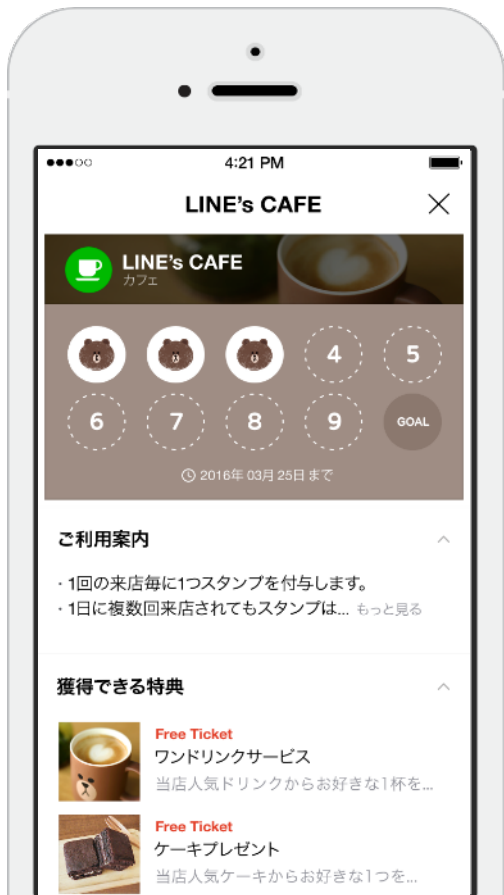 4:21 PM
LINE's CAFE
LINE's CAFE
カフェ
4
5
6
7
8
9
GOAL
2016年 03月 25日 まで
ご利用案内
・1回の来店毎に1つスタンプを付与します。
・1日に複数回来店されてもスタンプは... もっと見る
獲得できる特典
Free Ticket
ワンドリンクサービス
当店人気ドリンクからお好きな1杯を...
Free Ticket
ケーキプレゼント
当店人気ケーキからお好きな1つを...